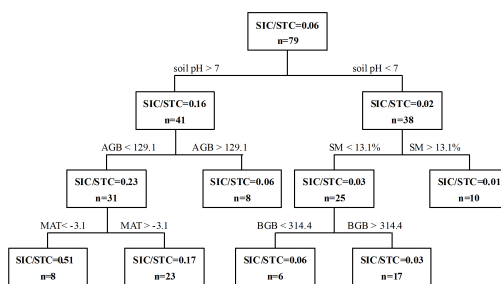 SIC/STC=0.06
n=79
soil pH > 7
soil pH < 7
SIC/STC=0.16
n=41
SIC/STC=0.02
n=38
AGB < 129.1
AGB > 129.1
SM < 13.1%
SM > 13.1%
SIC/STC=0.23
n=31
SIC/STC=0.06
n=8
SIC/STC=0.03
n=25
SIC/STC=0.01
n=10
MAT< -3.1
MAT> -3.1
BGB < 314.4
BGB > 314.4
SIC/STC=0.51
n=8
SIC/STC=0.17
n=23
SIC/STC=0.06
n=6
SIC/STC=0.03
n=17